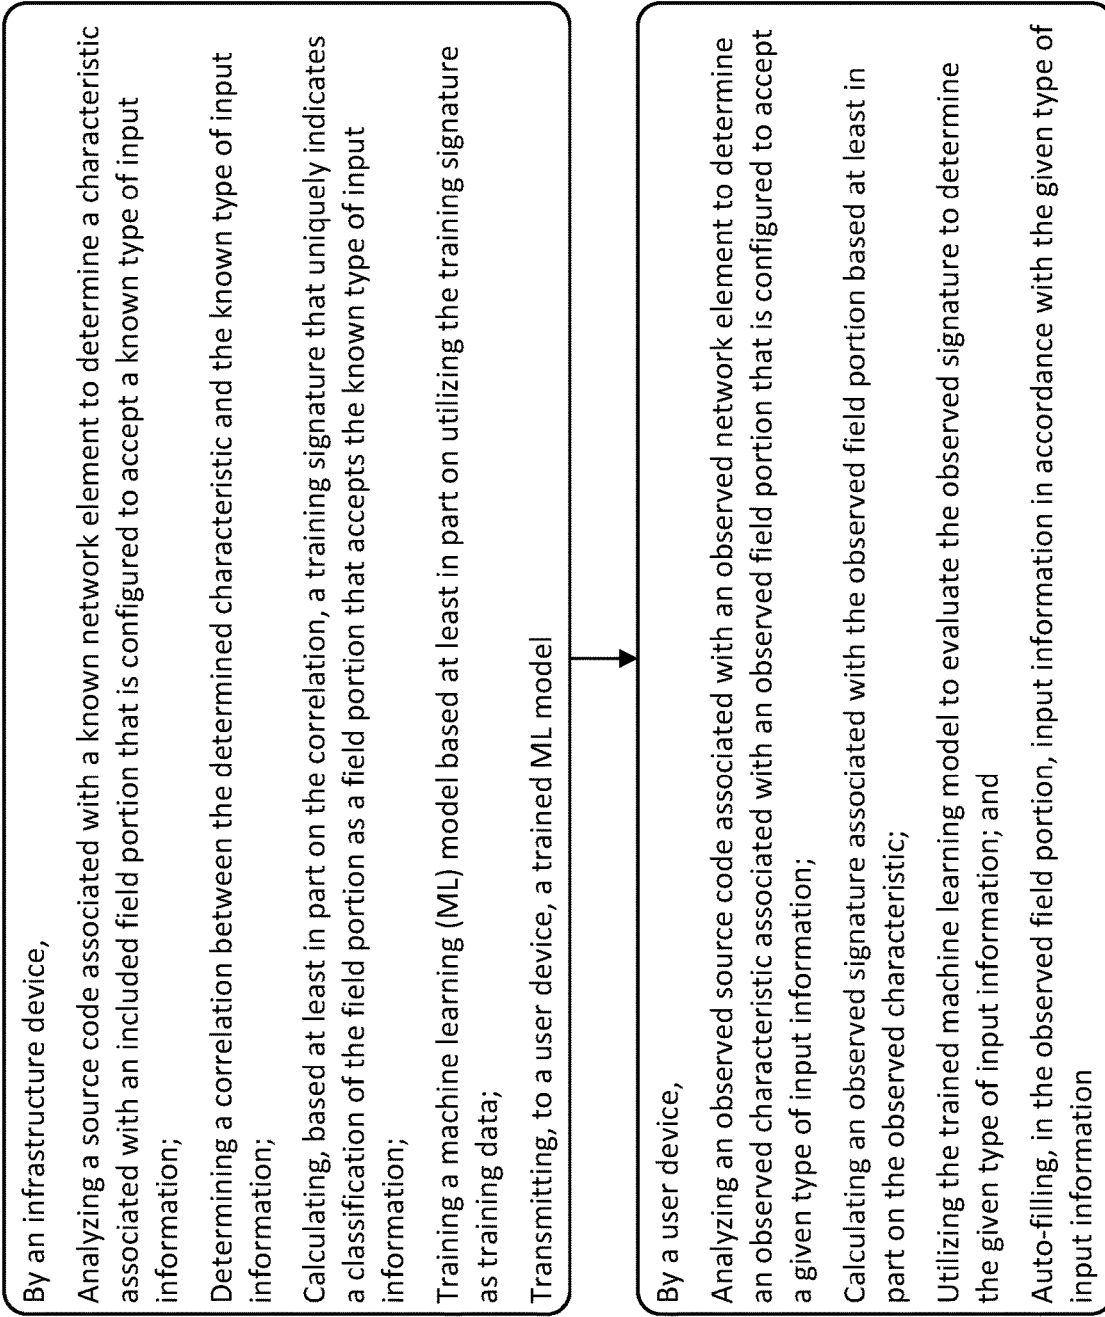 By an infrastructure device,
Analyzing a source code associated with a known network element to determine a characteristic
associated with an included field portion that is configured to accept a known type of input
information;
Determining a correlation between the determined characteristic and the known type of input
information;
Calculating, based at least in part on the correlation, a training signature that uniquely indicates
a classification of the field portion as a field portion that accepts the known type of input
information;
Training a machine learning (ML) model based at least in part on utilizing the training signature
as training data;
Transmitting, to a user device, a trained ML model
By a user device,
Analyzing an observed source code associated with an observed network element to determine
an observed characteristic associated with an observed field portion that is configured to accept
a given type of input information;
Calculating an observed signature associated with the observed field portion based at least in
part on the observed characteristic;
Utilizing the trained machine learning model to evaluate the observed signature to determine
the given type of input information; and
Auto-filling, in the observed field portion, input information in accordance with the given type of
input information